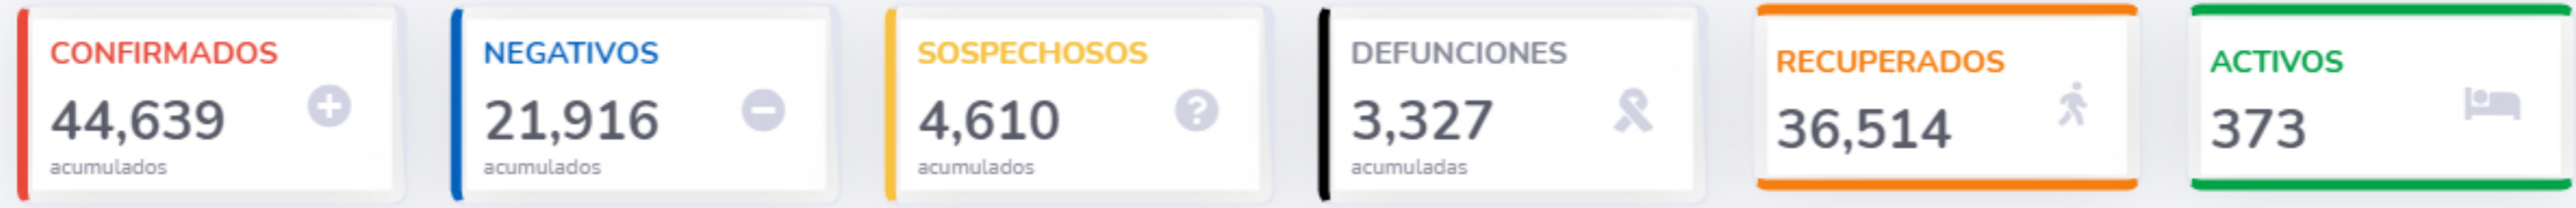 CONFIRMADOS
44,639
acumulados
NEGATIVOS
21,916
acumulados
SOSPECHOSOS
4,610
acumulados
DEFUNCIONES
3,327
acumuladas
RECUPERADOS
36,514
ACTIVOS
373